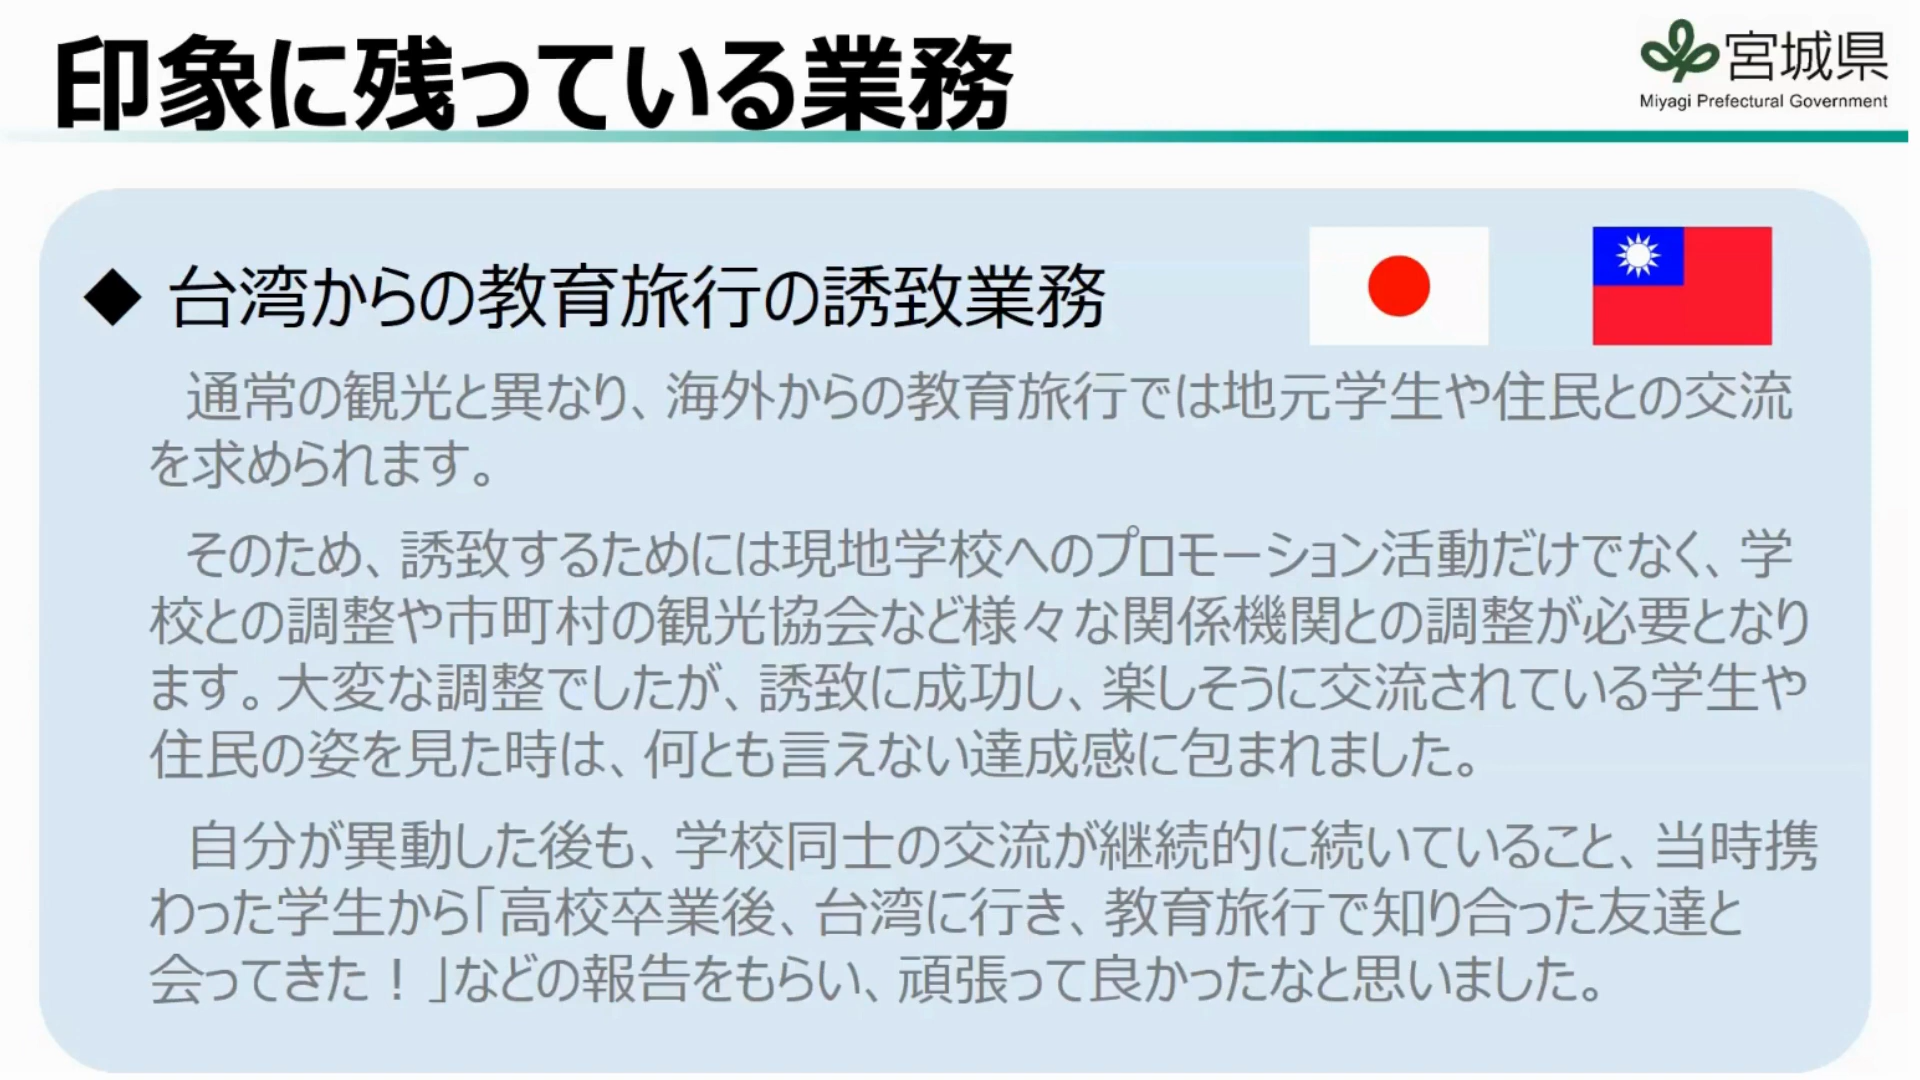 印象に残っている業務
宮城県
Miyagi Prefectural Government
◆ 台湾からの教育旅行の誘致業務
通常の観光と異なり、海外からの教育旅行では地元学生や住民との交流
を求められます。
そのため、誘致するためには現地学校へのプロモーション活動だけでなく、学
校との調整や市町村の観光協会など様々な関係機関との調整が必要となり
ます。大変な調整でしたが、誘致に成功し、楽しそうに交流されている学生や
住民の姿を見た時は、何とも言えない達成感に包まれました。
自分が異動した後も、学校同士の交流が継続的に続いていること、当時携
わった学生から「高校卒業後、台湾に行き、教育旅行で知り合った友達と
会ってきた！」などの報告をもらい、頑張って良かったなと思いました。